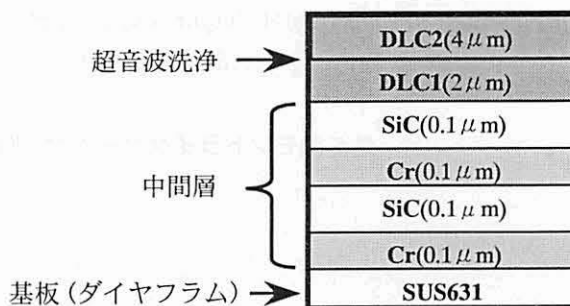 DLC2(4μm)
超音波洗浄
DLC1(2μm)
SiC(0.1μm)
Cr(0.1μm)
中間層
SiC(0.1μm)
Cr(0.1μm)
基板(ダイヤフラム)
SUS631